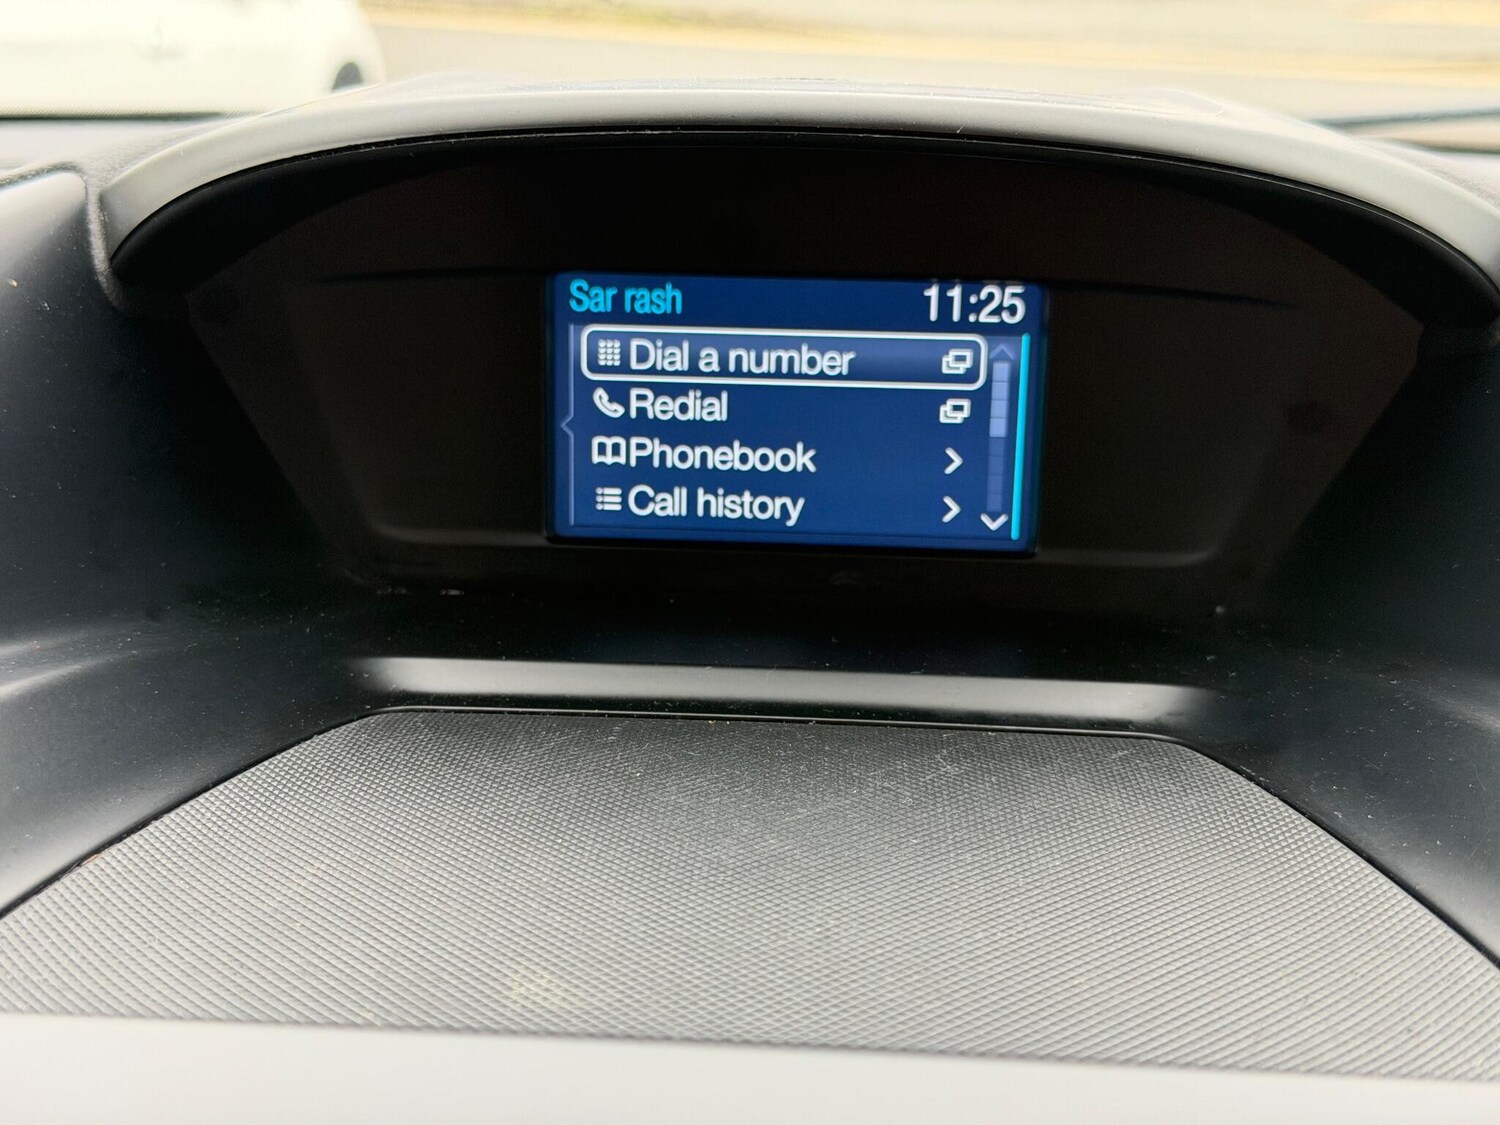 Sar rash 11:25
Dial a number
Redial
Phonebook
Call history